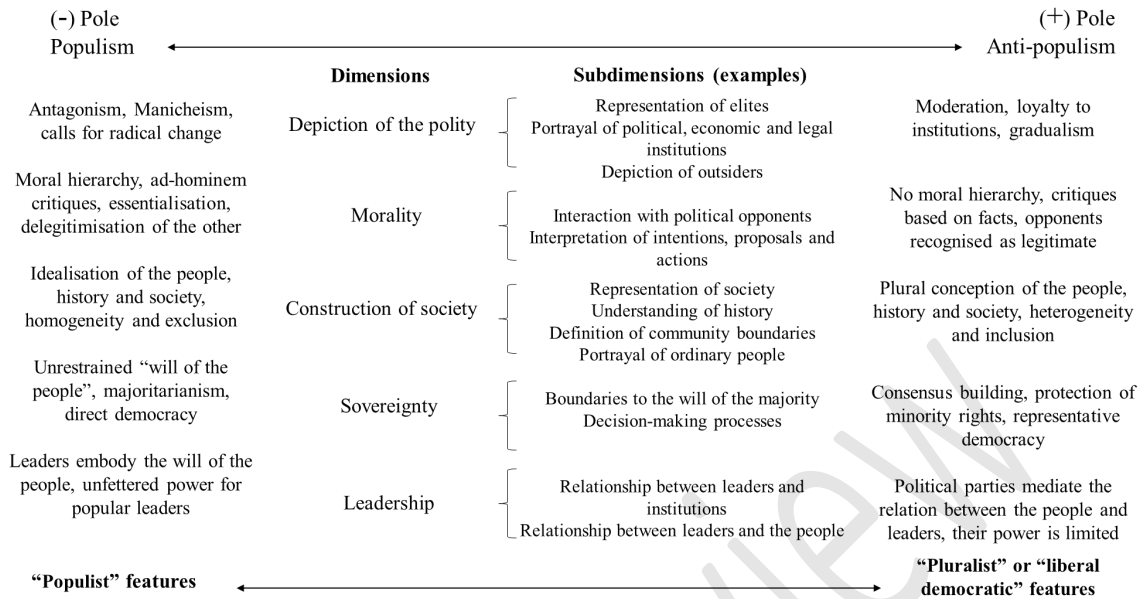 (-) Pole
Populism
(+) Pole
Anti-populism
Dimensions
Subdimensions (examples)
Antagonism, Manicheism,
calls for radical change
Depiction of the polity
Representation of elites
Portrayal of political, economic and legal
institutions
Depiction of outsiders
Moderation, loyalty to
institutions, gradualism
Moral hierarchy, ad-hominem
critiques, essentialisation,
delegitimisation of the other
Morality
Interaction with political opponents
Interpretation of intentions, proposals and
actions
No moral hierarchy, critiques
based on facts, opponents
recognised as legitimate
Idealisation of the people,
history and society,
homogeneity and exclusion
Construction of society
Representation of society
Understanding of history
Definition of community boundaries
Portrayal of ordinary people
Plural conception of the people,
history and society, heterogeneity
and inclusion
Unrestrained “will of the
people”, majoritarianism,
direct democracy
Sovereignty
Boundaries to the will of the majority
Decision-making processes
Consensus building, protection of
minority rights, representative
democracy
Leaders embody the will of the
people, unfettered power for
popular leaders
Leadership
Relationship between leaders and
institutions
Relationship between leaders and the people
Political parties mediate the
relation between the people and
leaders, their power is limited
“Populist” features
“Pluralist” or “liberal
democratic” features